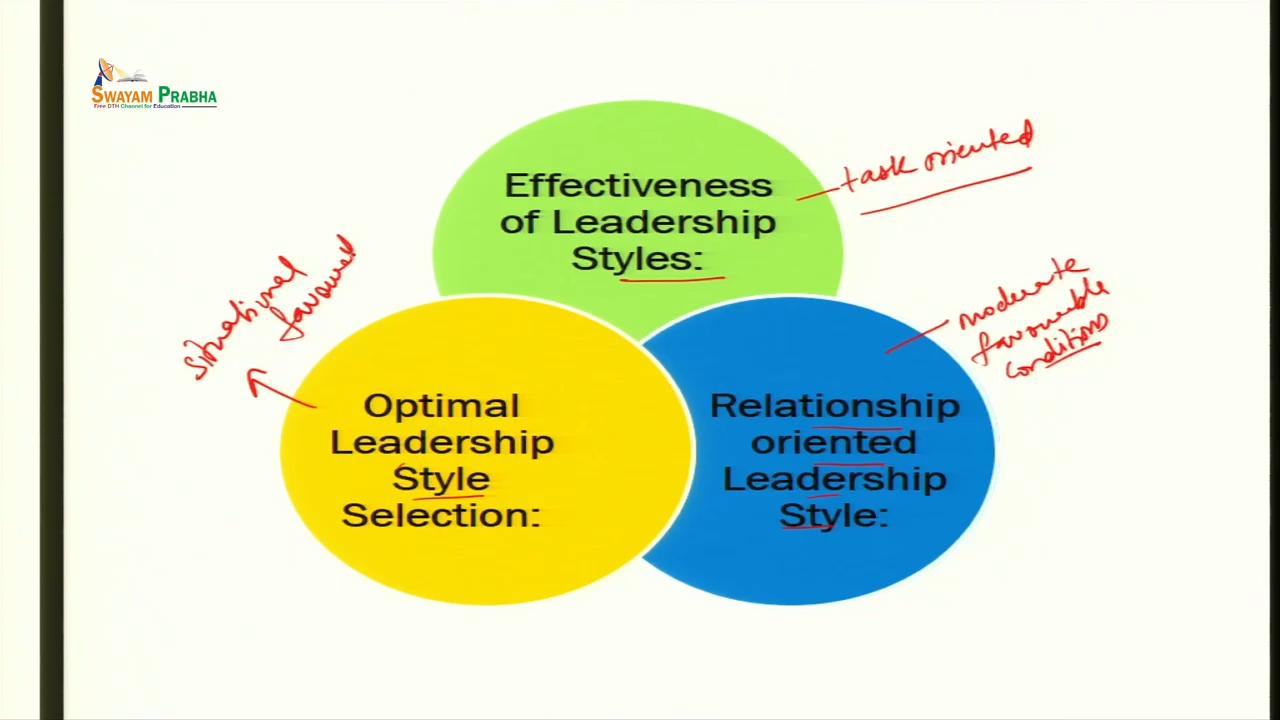 SWAYAM PRABHA
Free DTH Channel for Education
Effectiveness
of Leadership
Styles:
task oriented
situational
favoured
moderate
favourable
conditions
Optimal
Leadership
Style
Selection:
Relationship
oriented
Leadership
Style: